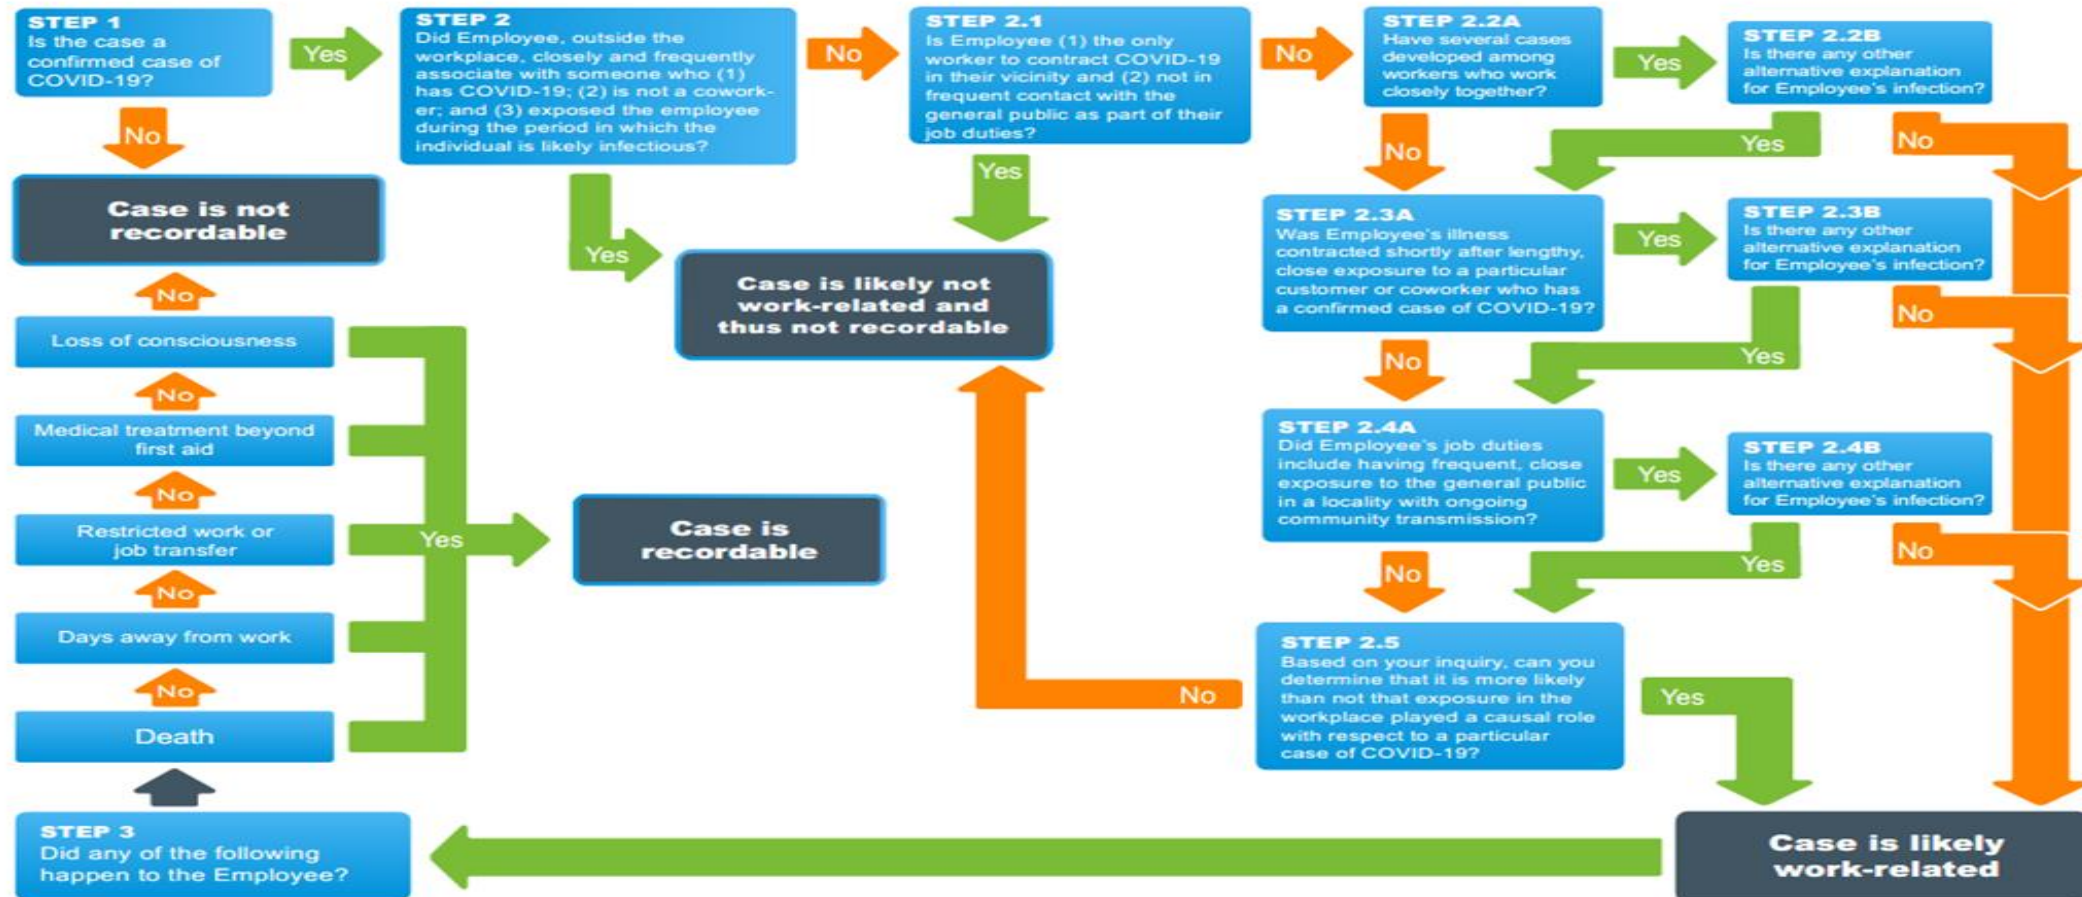 STEP 1
Is the case a
confirmed case of
COVID-19?
Yes
No
STEP 2
Did Employee, outside the
workplace, closely and frequently
associate with someone who (1)
has COVID-19; (2) is not a cowork-
er; and (3) exposed the employee
during the period in which the
individual is likely infectious?
No
Yes
STEP 2.1
Is Employee (1) the only
worker to contract COVID-19
in their vicinity and (2) not in
frequent contact with the
general public as part of their
job duties?
No
Yes
STEP 2.2A
Have several cases
developed among
workers who work
closely together?
Yes
No
STEP 2.2B
Is there any other
alternative explanation
for Employee's infection?
Yes
No
Case is not
recordable
Case is likely not
work-related and
thus not recordable
STEP 2.3A
Was Employee's illness
contracted shortly after lengthy,
close exposure to a particular
customer or coworker who has
a confirmed case of COVID-19?
Yes
No
STEP 2.3B
Is there any other
alternative explanation
for Employee's infection?
Yes
No
STEP 2.4A
Did Employee's job duties
include having frequent, close
exposure to the general public
in a locality with ongoing
community transmission?
Yes
No
STEP 2.4B
Is there any other
alternative explanation
for Employee's infection?
Yes
No
STEP 2.5
Based on your inquiry, can you
determine that it is more likely
than not that exposure in the
workplace played a causal role
with respect to a particular
case of COVID-19?
No
Yes
Case is likely
work-related
STEP 3
Did any of the following
happen to the Employee?
Death
No
Days away from work
No
Restricted work or
job transfer
No
Medical treatment beyond
first aid
No
Loss of consciousness
No
Yes
Case is
recordable